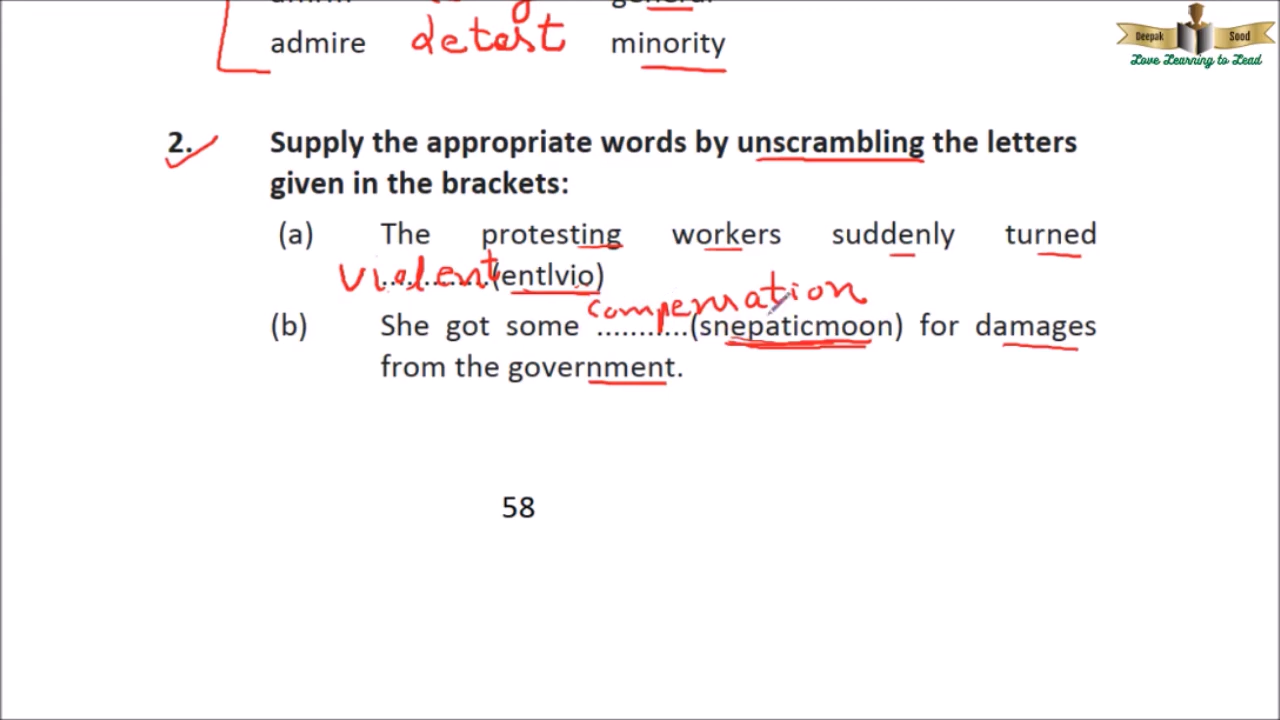 general
admire detest minority
Deepak Sood
Love Learning to Lead
2. Supply the appropriate words by unscrambling the letters
given in the brackets:
(a) The protesting workers suddenly turned
violent ............(entlvio)
compensation
(b) She got some ...........(snepaticmoon) for damages
from the government.
58